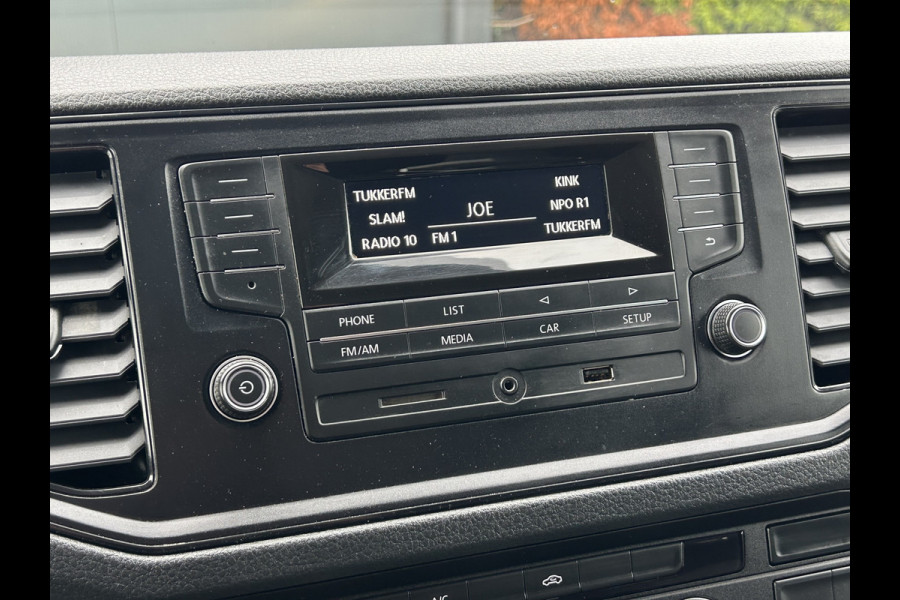 TUKKERFM
SLAM!
RADIO 10
JOE
FM 1
KINK
NPO R1
TUKKERFM
PHONE
LIST
FM/AM
MEDIA
CAR
SETUP
A/C